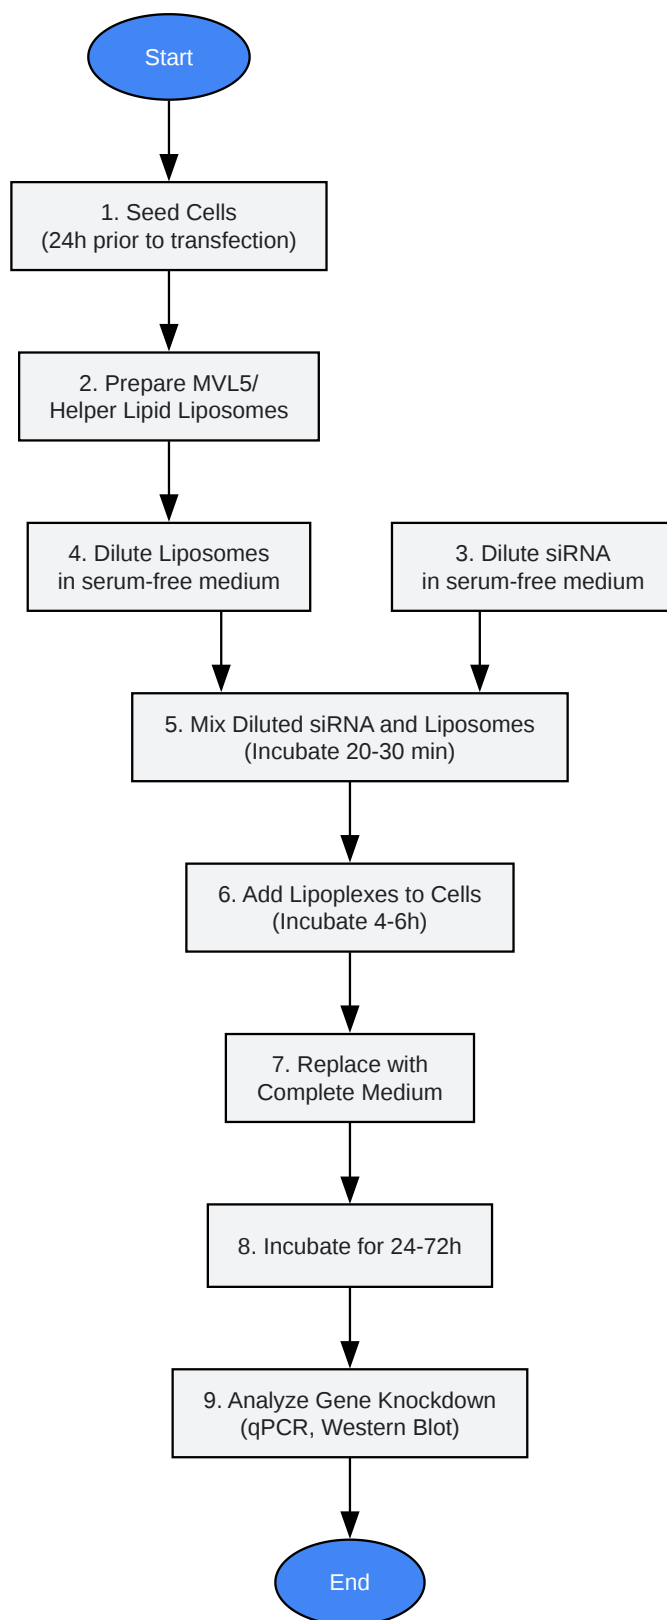 Start
1. Seed Cells
(24h prior to transfection)
2. Prepare MVL5/
Helper Lipid Liposomes
4. Dilute Liposomes
in serum-free medium
3. Dilute siRNA
in serum-free medium
5. Mix Diluted siRNA and Liposomes
(Incubate 20-30 min)
6. Add Lipoplexes to Cells
(Incubate 4-6h)
7. Replace with
Complete Medium
8. Incubate for 24-72h
9. Analyze Gene Knockdown
(qPCR, Western Blot)
End